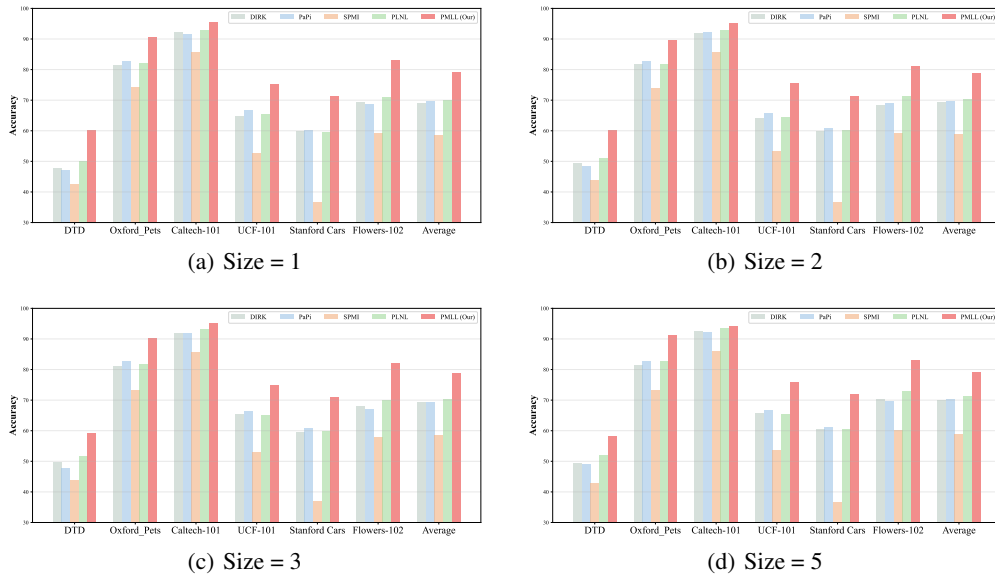 DIRK PaPi SPMI PLNL PMLL (Our)
100
90
80
70
60
50
40
30
Accuracy
DTD Oxford_Pets Caltech-101 UCF-101 Stanford Cars Flowers-102 Average
(a) Size = 1
DIRK PaPi SPMI PLNL PMLL (Our)
100
90
80
70
60
50
40
30
Accuracy
DTD Oxford_Pets Caltech-101 UCF-101 Stanford Cars Flowers-102 Average
(b) Size = 2
DIRK PaPi SPMI PLNL PMLL (Our)
100
90
80
70
60
50
40
30
Accuracy
DTD Oxford_Pets Caltech-101 UCF-101 Stanford Cars Flowers-102 Average
(c) Size = 3
DIRK PaPi SPMI PLNL PMLL (Our)
100
90
80
70
60
50
40
30
Accuracy
DTD Oxford_Pets Caltech-101 UCF-101 Stanford Cars Flowers-102 Average
(d) Size = 5